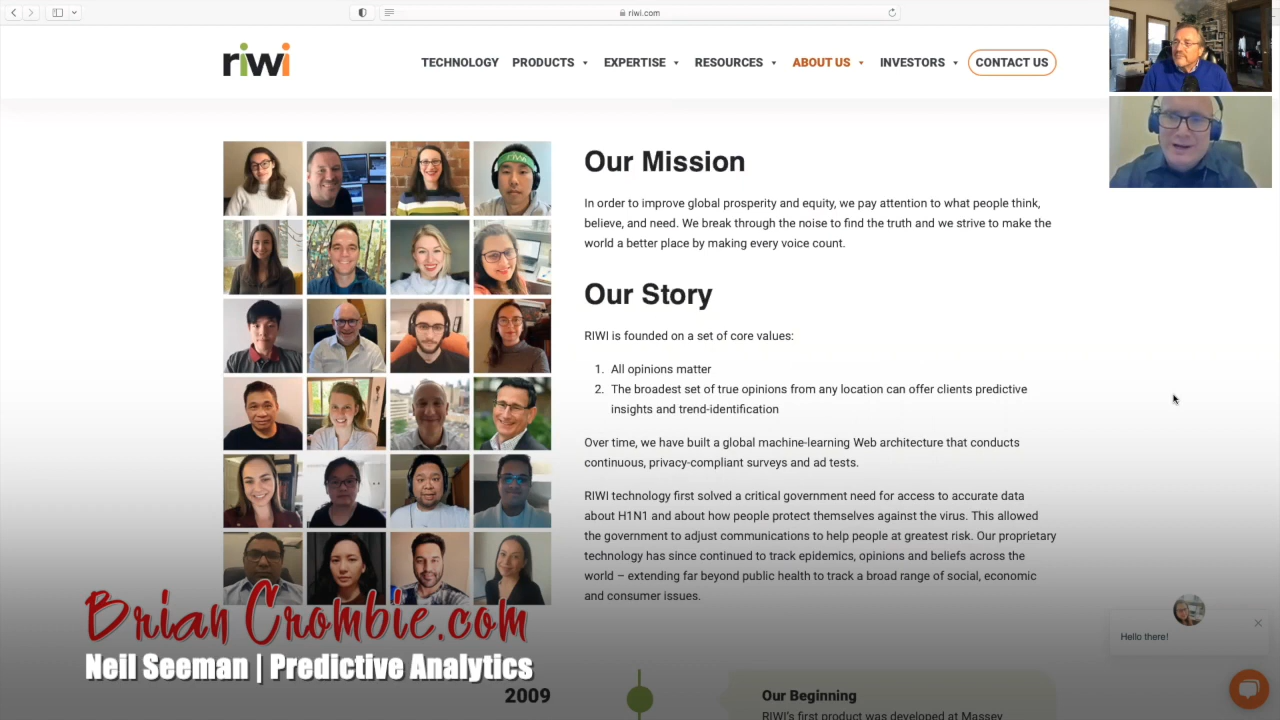 riwi.com
riwi
TECHNOLOGY PRODUCTS EXPERTISE RESOURCES ABOUT US INVESTORS CONTACT US
Our Mission
In order to improve global prosperity and equity, we pay attention to what people think,
believe, and need. We break through the noise to find the truth and we strive to make the
world a better place by making every voice count.
Our Story
RIWI is founded on a set of core values:
1. All opinions matter
2. The broadest set of true opinions from any location can offer clients predictive
insights and trend-identification
Over time, we have built a global machine-learning Web architecture that conducts
continuous, privacy-compliant surveys and ad tests.
RIWI technology first solved a critical government need for access to accurate data
about H1N1 and about how people protect themselves against the virus. This allowed
the government to adjust communications to help people at greatest risk. Our proprietary
technology has since continued to track epidemics, opinions and beliefs across the
world – extending far beyond public health to track a broad range of social, economic
and consumer issues.
Brian Crombie.com
Neil Seeman | Predictive Analytics
Hello there!
2009
Our Beginning
RIWI's first product was developed at Massey